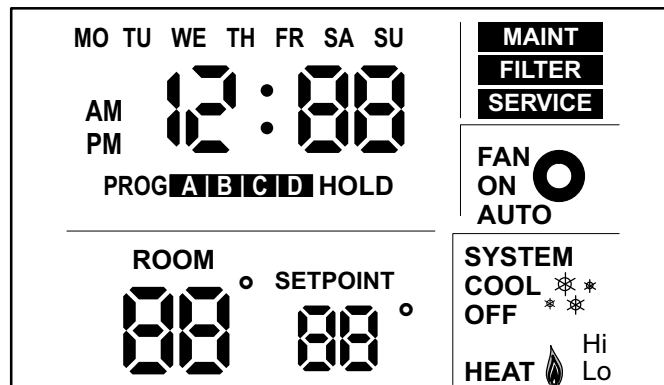 MO TU WE TH FR SA SU
AM
PM
12:88
PROG A B C D HOLD
MAINT
FILTER
SERVICE
FAN
ON
AUTO
ROOM
88°
SETPOINT
88°
SYSTEM
COOL
OFF
HEAT
Hi
Lo